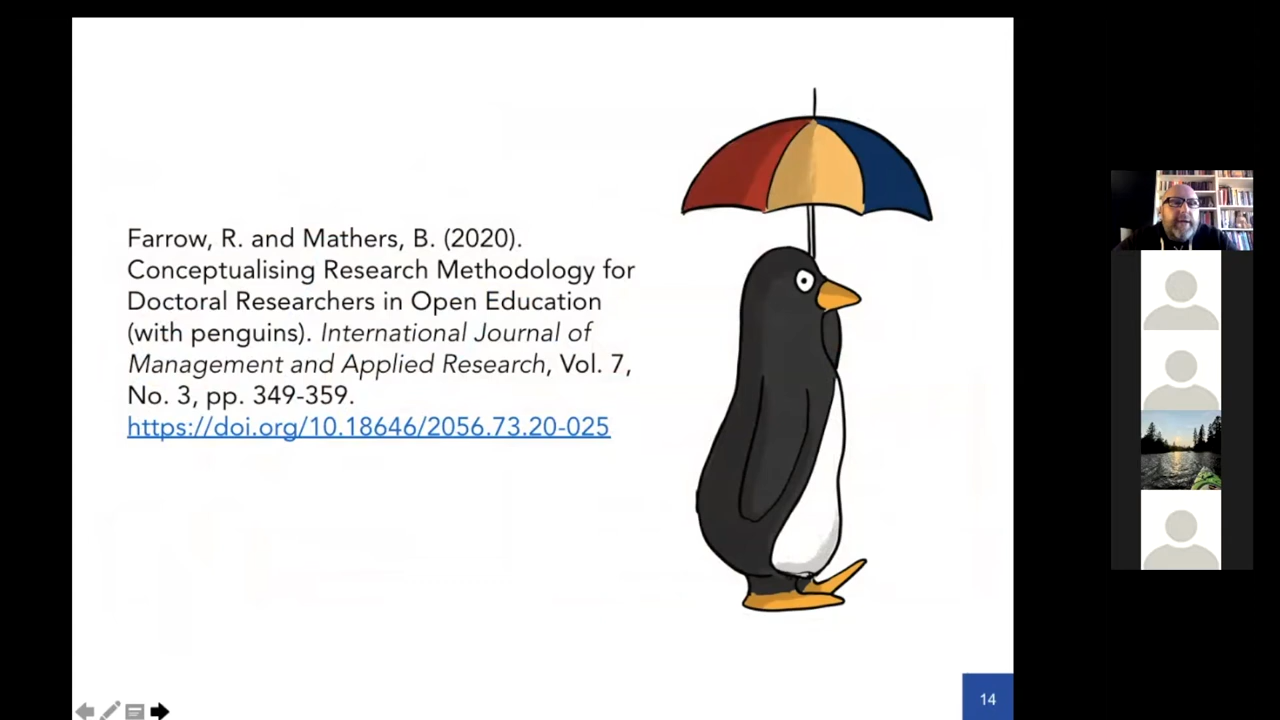 Farrow, R. and Mathers, B. (2020).
Conceptualising Research Methodology for
Doctoral Researchers in Open Education
(with penguins). International Journal of
Management and Applied Research, Vol. 7,
No. 3, pp. 349-359.
https://doi.org/10.18646/2056.73.20-025
14